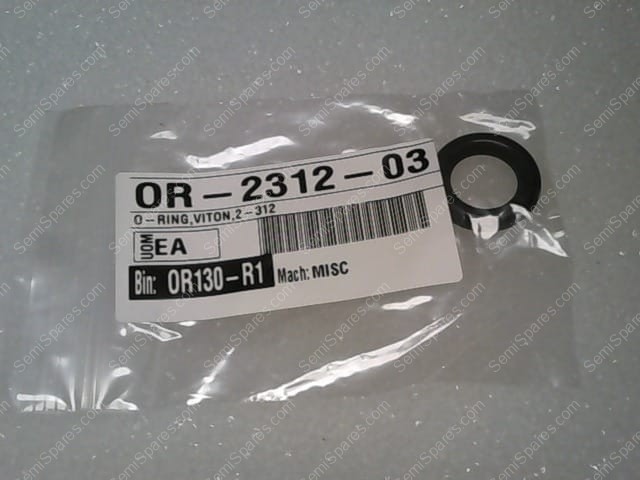 OR-2312-03
O-RING,VITON,2-312
UOM EA
Bin: OR130-R1 Mach: MISC
SemiSpares.com